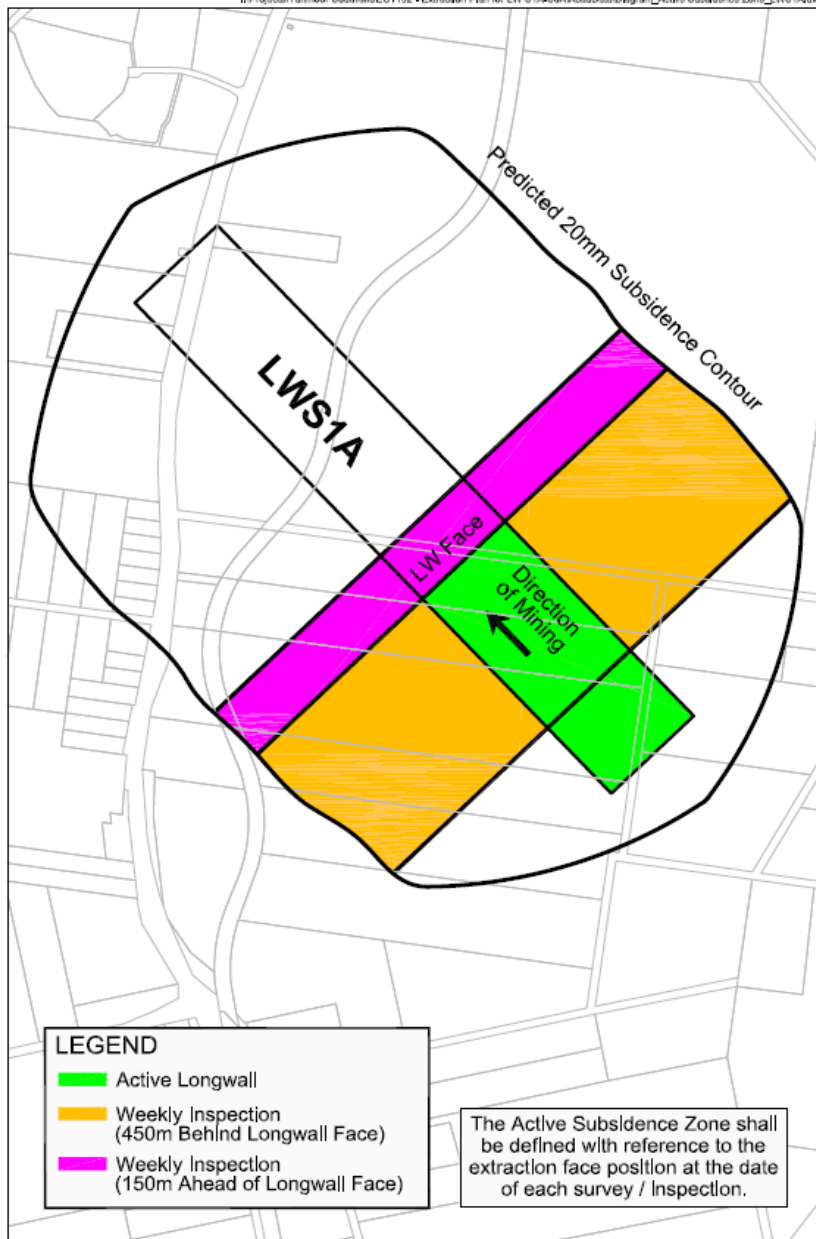 Predicted 20mm Subsidence Contour
LWS1A
LW Face
Direction
of Mining
LEGEND
Active Longwall
Weekly Inspection
(450m Behind Longwall Face)
Weekly Inspection
(150m Ahead of Longwall Face)
The Active Subsidence Zone shall
be defined with reference to the
extraction face position at the date
of each survey / Inspection.